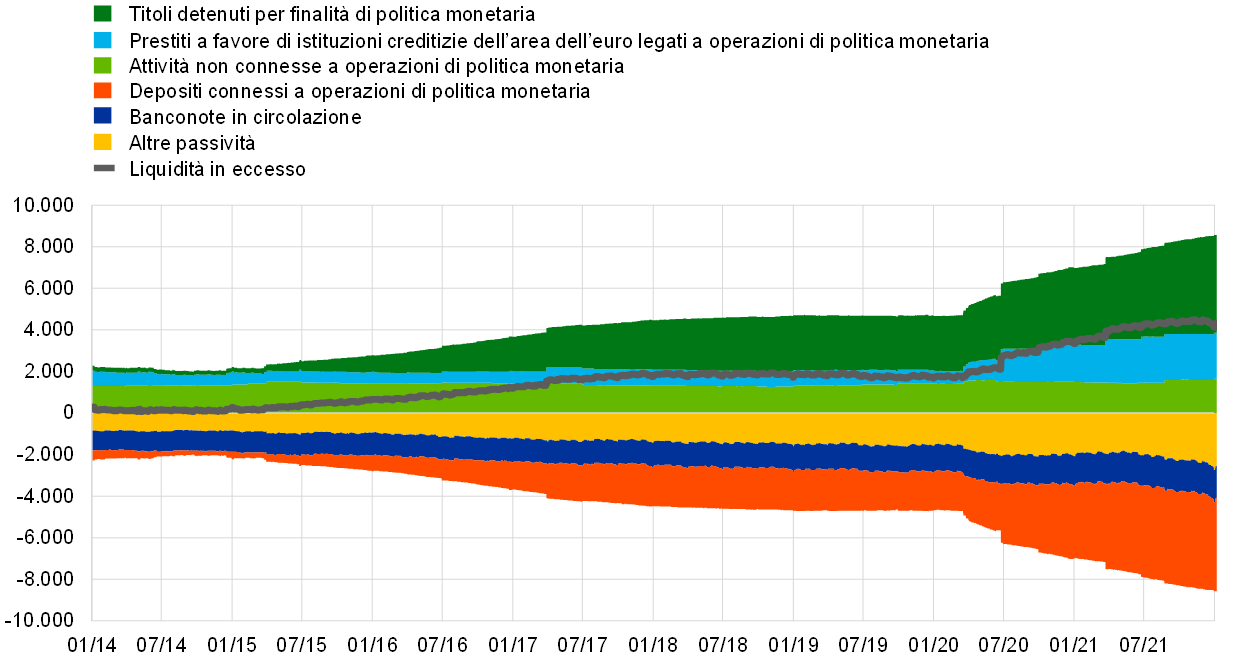 Titoli detenuti per finalità di politica monetaria
Prestiti a favore di istituzioni creditizie dell'area dell'euro legati a operazioni di politica monetaria
Attività non connesse a operazioni di politica monetaria
Depositi connessi a operazioni di politica monetaria
Banconote in circolazione
Altre passività
Liquidità in eccesso
10.000
8.000
6.000
4.000
2.000
0
-2.000
-4.000
-6.000
-8.000
-10.000
01/14 07/14 01/15 07/15 01/16 07/16 01/17 07/17 01/18 07/18 01/19 07/19 01/20 07/20 01/21 07/21